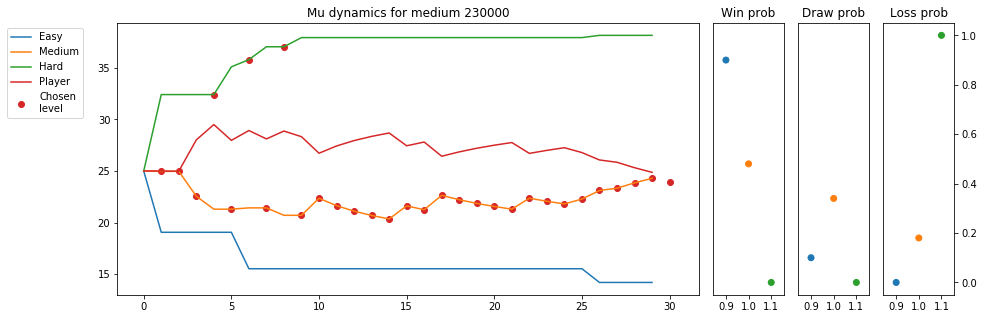 Mu dynamics for medium 230000
Win prob
Draw prob
Loss prob
Easy
Medium
Hard
Player
Chosen
level
35
30
25
20
15
0
5
10
15
20
25
30
0.9 1.0 1.1
0.9 1.0 1.1
0.9 1.0 1.1
1.0
0.8
0.6
0.4
0.2
0.0